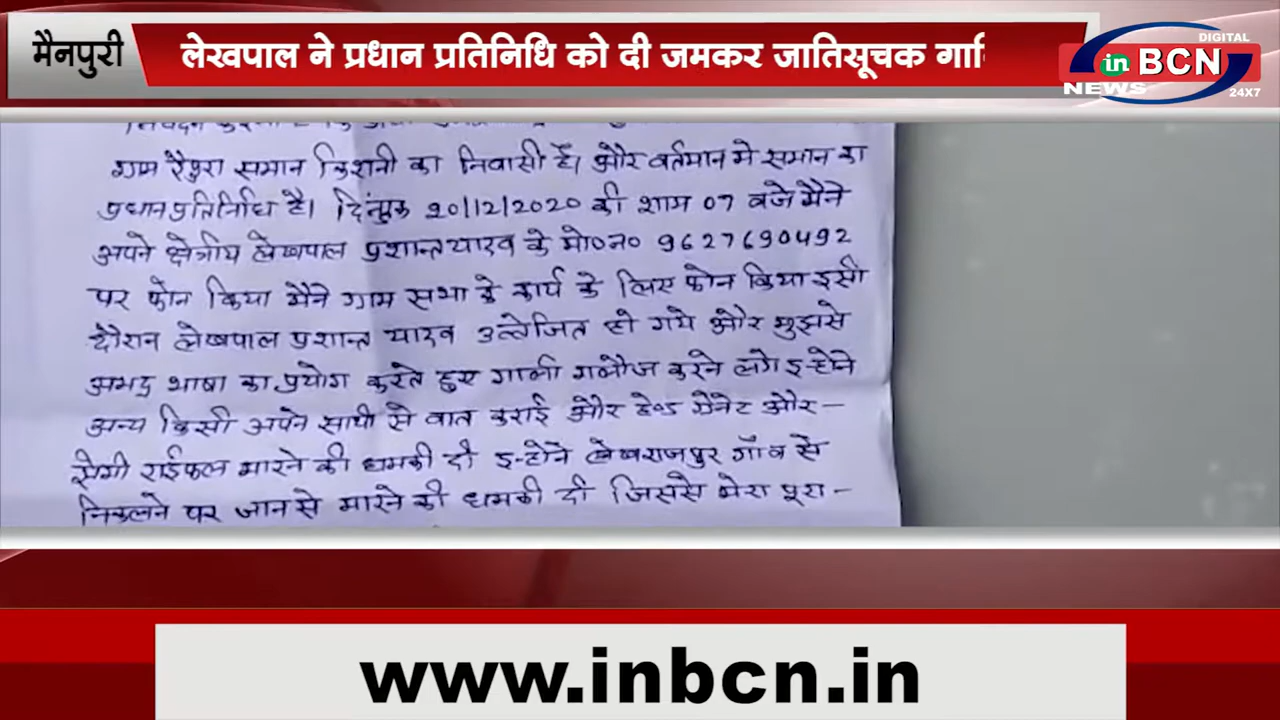 मैनपुरी
लेखपाल ने प्रधान प्रतिनिधि को दी जमकर जातिसूचक गालि
DIGITAL
in BCN
NEWS
24X7
ग्राम रैपुरा समान किशनी का निवासी हूँ। और वर्तमान मे समान का
प्रधान प्रतिनिधि है। दिनांक 20/12/2020 की शाम 07 बजे मैने
अपने क्षेत्रीय लेखपाल प्रशान्त यादव के मो०न० 9627690492
पर फोन किया मैने ग्राम सभा के कार्य के लिए फोन किया इसी
दौरान लेखपाल प्रशान्त यादव उत्तेजित हो गये और मुझसे
अभद्र भाषा का प्रयोग करते हुए गाली गलौज करने लगे इन्होने
अन्य किसी अपने साथी से बात कराई और हेण्ड ग्रेनेट और –
सेमी राईफल मारने की धमकी दी इन्होने लेखराजपुर गाँव से
निकलने पर जान से मारने की धमकी दी जिससे मेरा पूरा –
www.inbcn.in